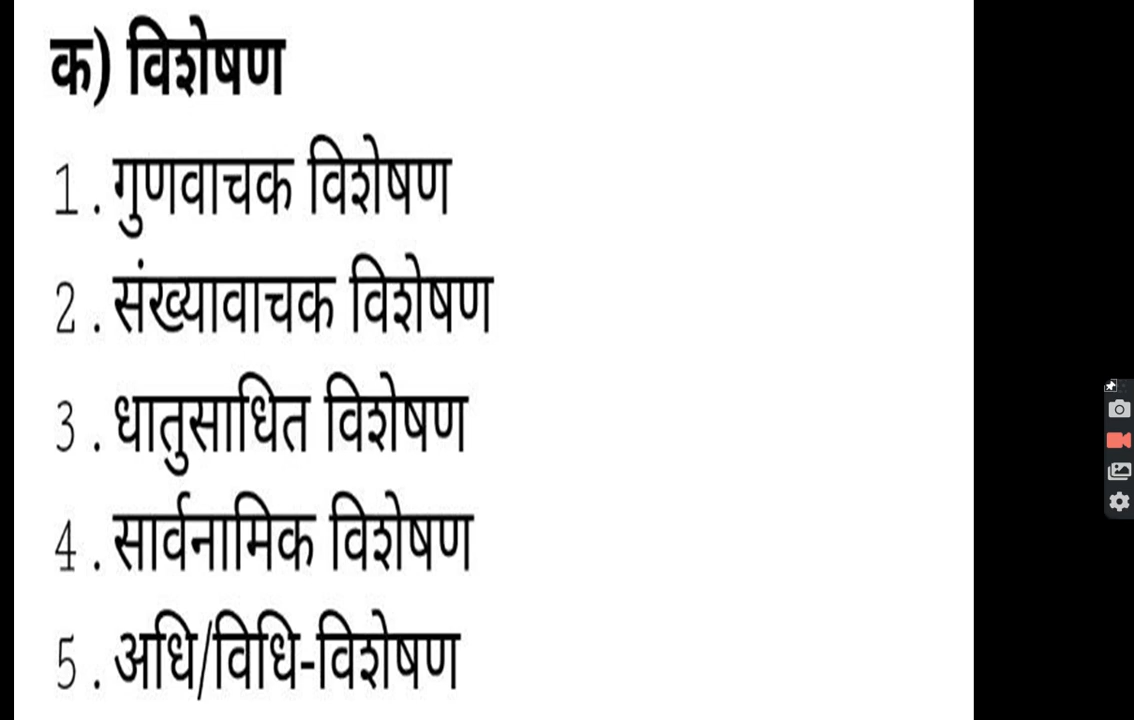 क) विशेषण
1.गुणवाचक विशेषण
2.संख्यावाचक विशेषण
3.धातुसाधित विशेषण
4.सार्वनामिक विशेषण
5.अधि/विधि-विशेषण